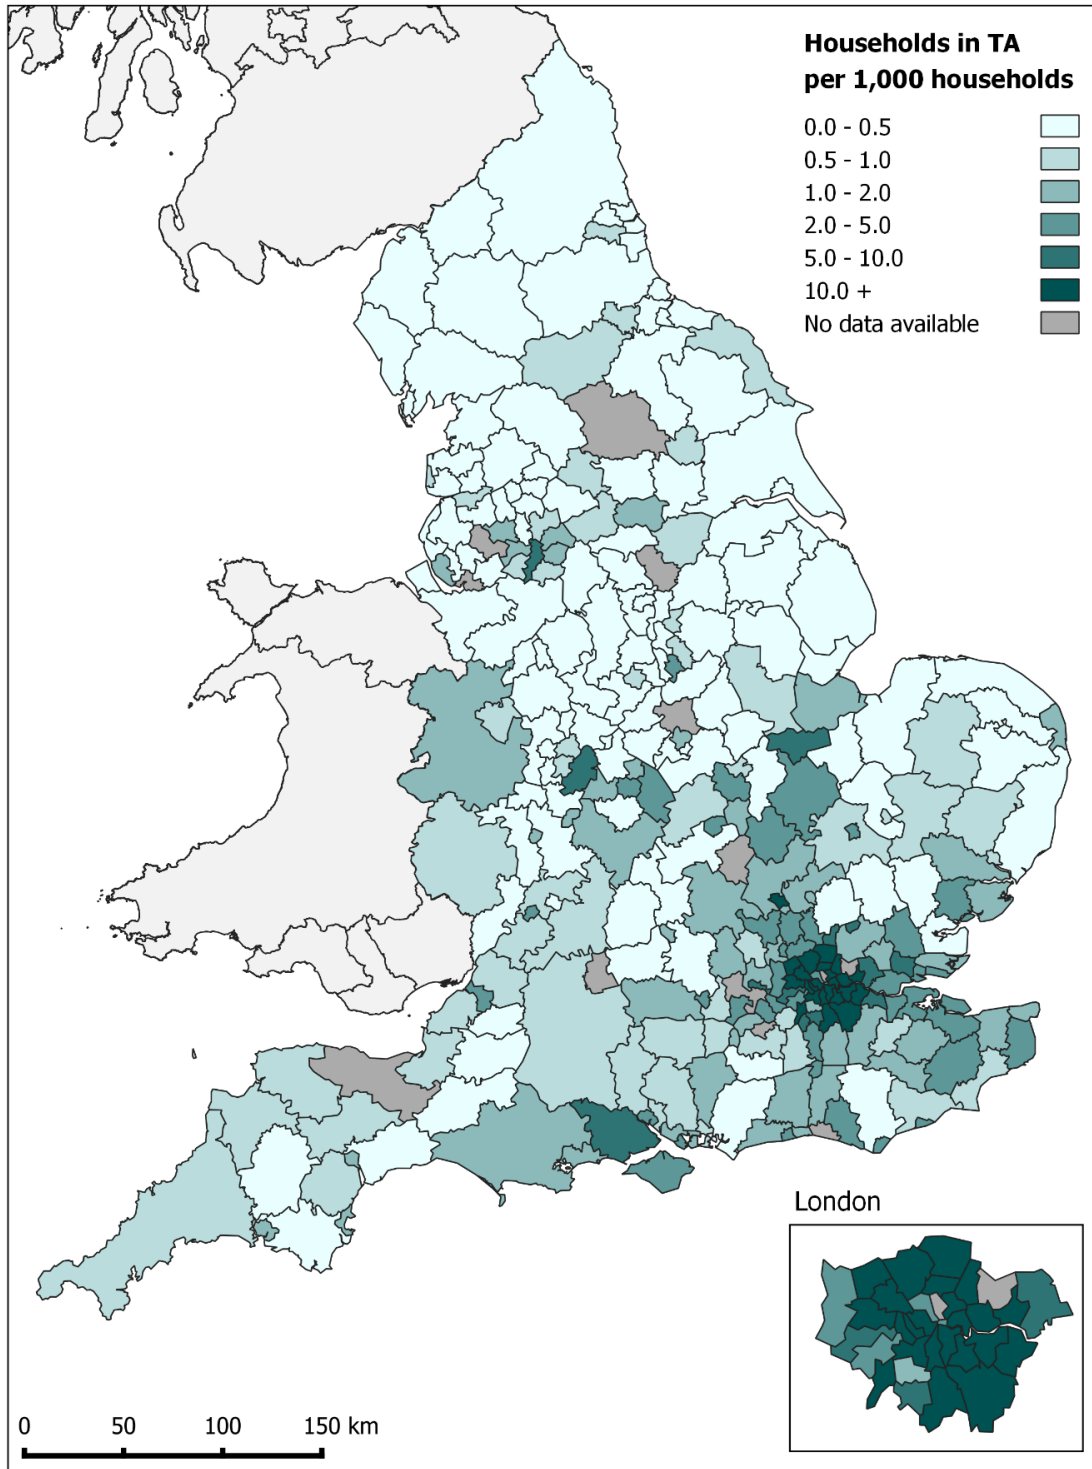 Households in TA
per 1,000 households
0.0 - 0.5
0.5 - 1.0
1.0 - 2.0
2.0 - 5.0
5.0 - 10.0
10.0 +
No data available
London
0 50 100 150 km